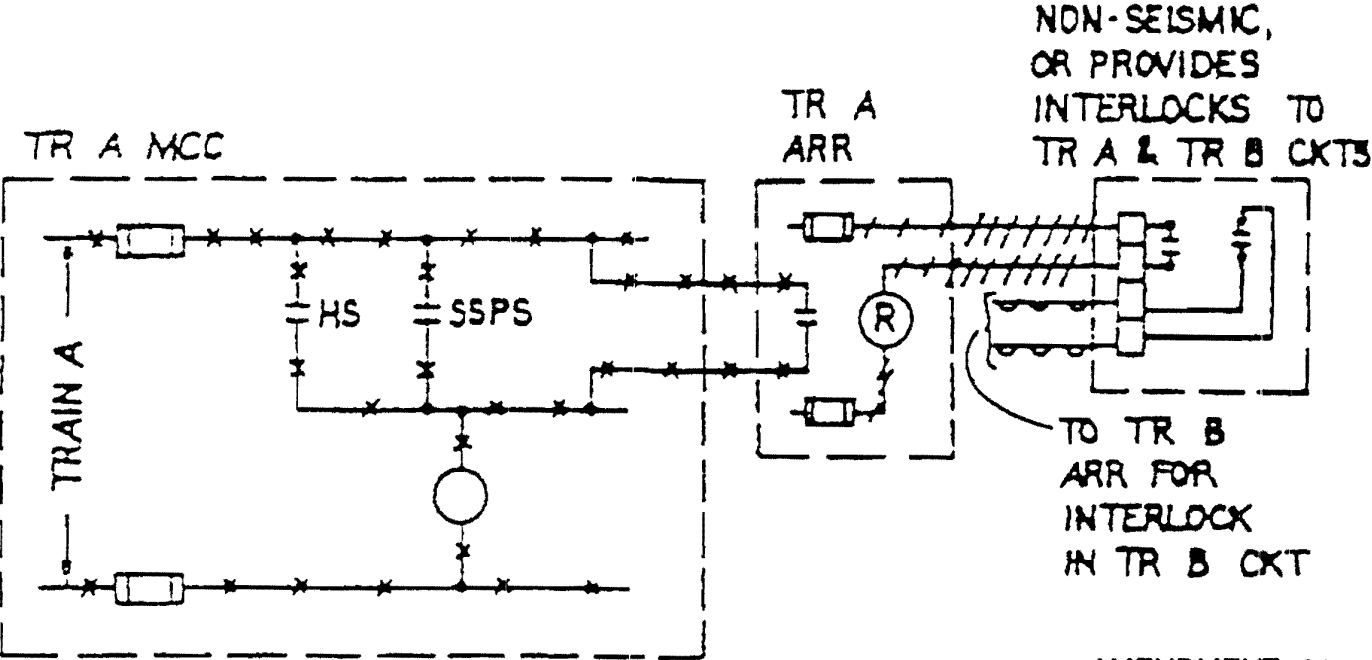 NON-SEISMIC,
OR PROVIDES
INTERLOCKS TO
TR A & TR B CKTS
TR A
ARR
TR A MCC
HS
SSPS
R
TRAIN A
TO TR B
ARR FOR
INTERLOCK
IN TR B CKT